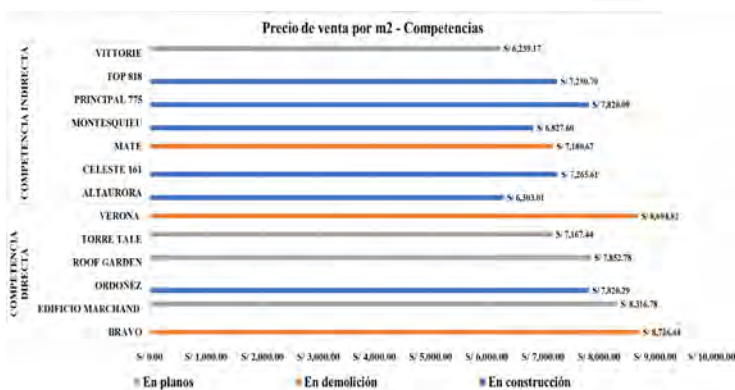 Precio de venta por m2 - Competencias
COMPETENCIA INDIRECTA
VITTORIE S/ 6,239.17
TOP 818 S/ 7,250.70
PRINCIPAL 775 S/ 7,820.09
MONTESQUIEU S/ 6,827.60
MATE S/ 7,180.67
CELESTE 161 S/ 7,265.61
ALTAURORA S/ 6,303.01
COMPETENCIA DIRECTA
VERONA S/ 8,694.82
TORRE TALE S/ 7,167.44
ROOF GARDEN S/ 7,852.78
ORDOÑEZ S/ 7,820.29
EDIFICIO MARCHAND S/ 8,316.78
BRAVO S/ 8,726.44
S/ 0.00 S/ 1,000.00 S/ 2,000.00 S/ 3,000.00 S/ 4,000.00 S/ 5,000.00 S/ 6,000.00 S/ 7,000.00 S/ 8,000.00 S/ 9,000.00 S/ 10,000.00
En planos En demolición En construcción